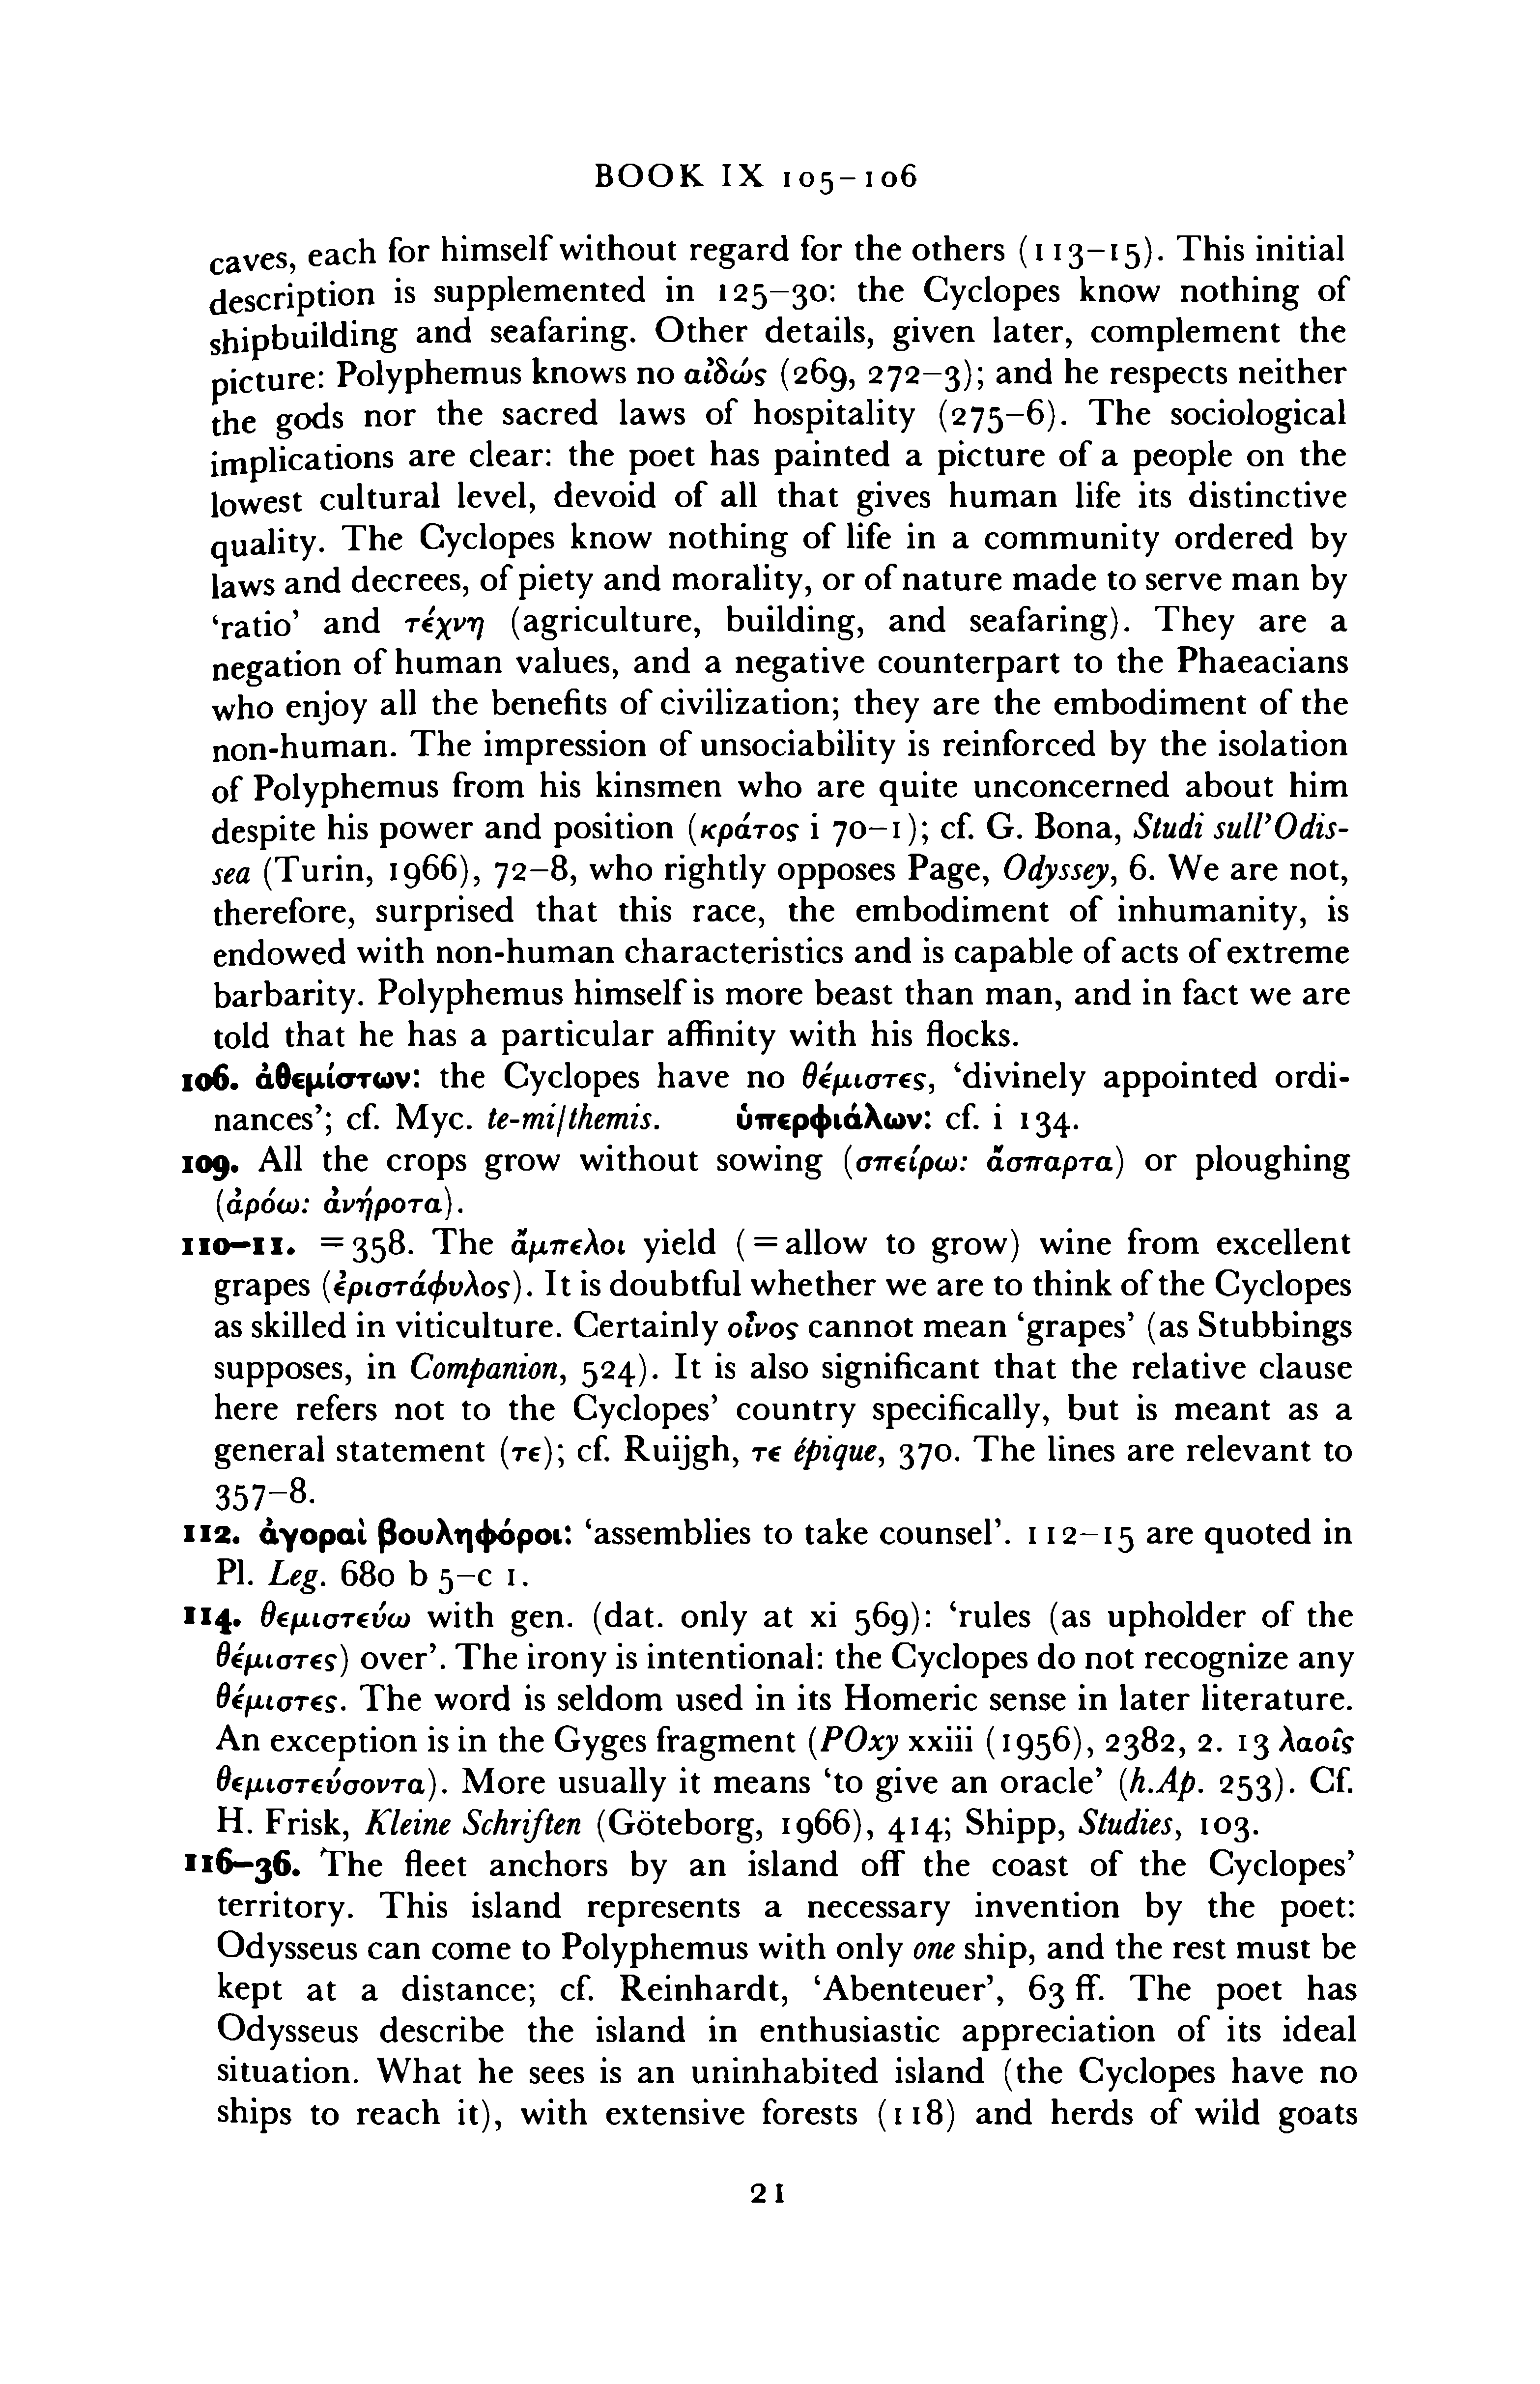 BOOK IX 105–106
caves, each for himself without regard for the others (113–15). This initial
description is supplemented in 125–30: the Cyclopes know nothing of
shipbuilding and seafaring. Other details, given later, complement the
picture: Polyphemus knows no αἰδώς (269, 272–3); and he respects neither
the gods nor the sacred laws of hospitality (275–6). The sociological
implications are clear: the poet has painted a picture of a people on the
lowest cultural level, devoid of all that gives human life its distinctive
quality. The Cyclopes know nothing of life in a community ordered by
laws and decrees, of piety and morality, or of nature made to serve man by
‘ratio’ and τέχνη (agriculture, building, and seafaring). They are a
negation of human values, and a negative counterpart to the Phaeacians
who enjoy all the benefits of civilization; they are the embodiment of the
non-human. The impression of unsociability is reinforced by the isolation
of Polyphemus from his kinsmen who are quite unconcerned about him
despite his power and position (κράτος i 70–1); cf. G. Bona, Studi sull’Odis-
sea (Turin, 1966), 72–8, who rightly opposes Page, Odyssey, 6. We are not,
therefore, surprised that this race, the embodiment of inhumanity, is
endowed with non-human characteristics and is capable of acts of extreme
barbarity. Polyphemus himself is more beast than man, and in fact we are
told that he has a particular affinity with his flocks.
106. ἀθεμίστων: the Cyclopes have no θέμιστες, ‘divinely appointed ordi-
nances’; cf. Myc. te-mi/themis. ὑπερφιάλων: cf. i 134.
109. All the crops grow without sowing (σπείρω: ἄσπαρτα) or ploughing
(ἀρόω: ἀνήροτα).
110–11. =358. The ἄμπελοι yield (=allow to grow) wine from excellent
grapes (ἐριστάφυλος). It is doubtful whether we are to think of the Cyclopes
as skilled in viticulture. Certainly οἶνος cannot mean ‘grapes’ (as Stubbings
supposes, in Companion, 524). It is also significant that the relative clause
here refers not to the Cyclopes’ country specifically, but is meant as a
general statement (τε); cf. Ruijgh, τε épique, 370. The lines are relevant to
357–8.
112. ἀγοραὶ βουληφόροι: ‘assemblies to take counsel’. 112–15 are quoted in
Pl. Leg. 680 b 5–c 1.
114. θεμιστεύω with gen. (dat. only at xi 569): ‘rules (as upholder of the
θέμιστες) over’. The irony is intentional: the Cyclopes do not recognize any
θέμιστες. The word is seldom used in its Homeric sense in later literature.
An exception is in the Gyges fragment (POxy xxiii (1956), 2382, 2. 13 λαοῖς
θεμιστεύσοντα). More usually it means ‘to give an oracle’ (h.Ap. 253). Cf.
H. Frisk, Kleine Schriften (Göteborg, 1966), 414; Shipp, Studies, 103.
116–36. The fleet anchors by an island off the coast of the Cyclopes’
territory. This island represents a necessary invention by the poet:
Odysseus can come to Polyphemus with only one ship, and the rest must be
kept at a distance; cf. Reinhardt, ‘Abenteuer’, 63 ff. The poet has
Odysseus describe the island in enthusiastic appreciation of its ideal
situation. What he sees is an uninhabited island (the Cyclopes have no
ships to reach it), with extensive forests (118) and herds of wild goats
21